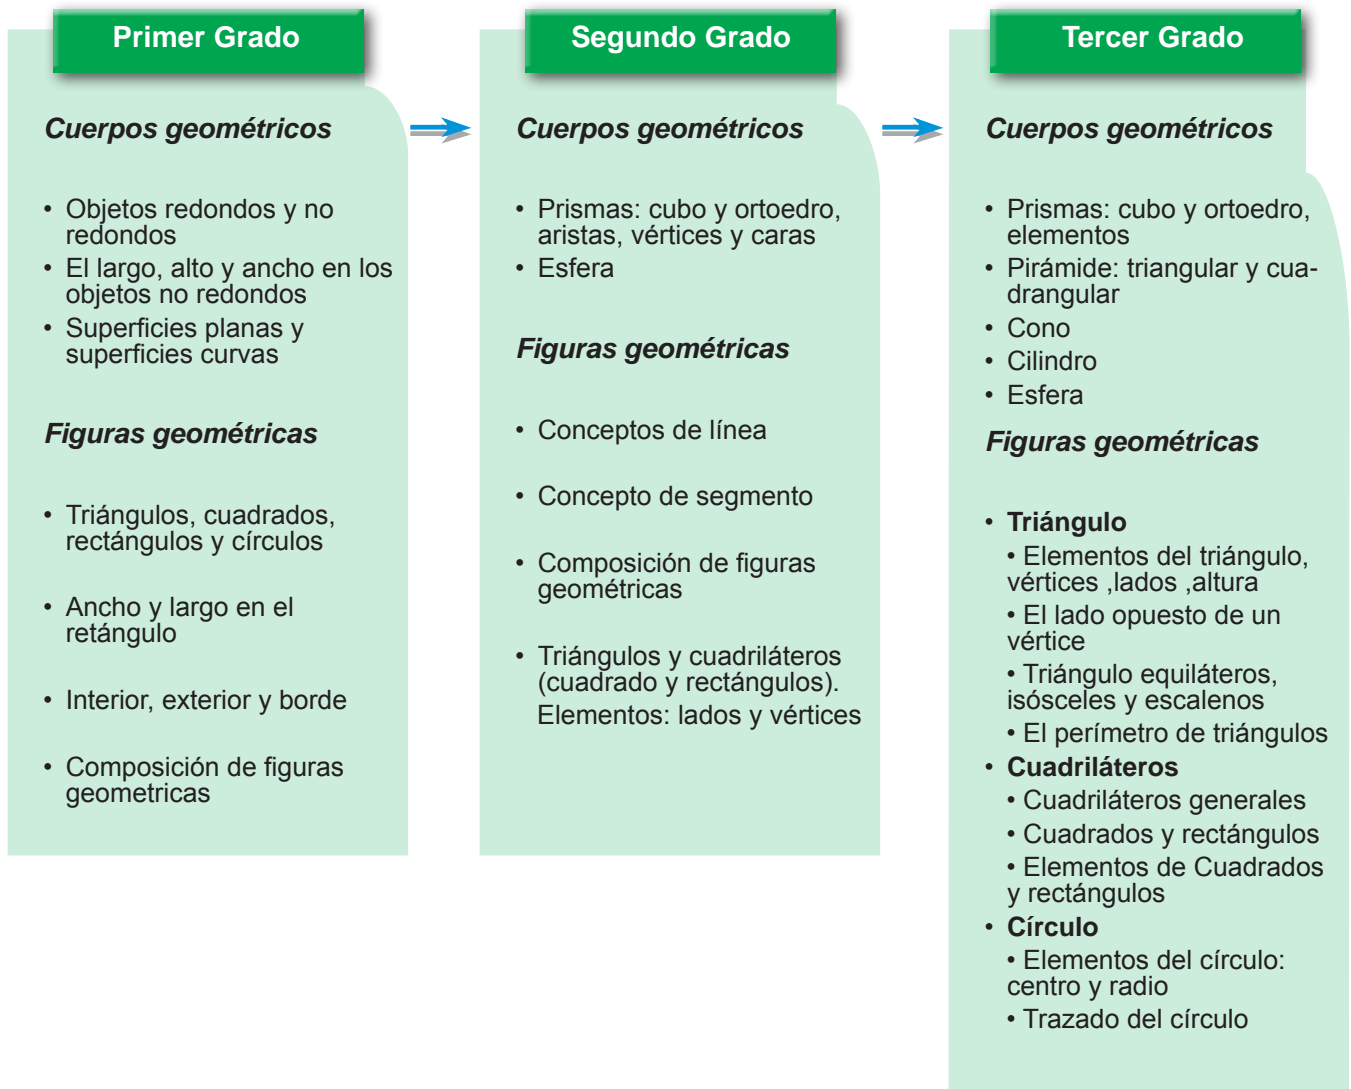 Primer Grado
Cuerpos geométricos
• Objetos redondos y no
redondos
• El largo, alto y ancho en los
objetos no redondos
• Superficies planas y
superficies curvas
Figuras geométricas
• Triángulos, cuadrados,
rectángulos y círculos
• Ancho y largo en el
retángulo
• Interior, exterior y borde
• Composición de figuras
geometricas
Segundo Grado
Cuerpos geométricos
• Prismas: cubo y ortoedro,
aristas, vértices y caras
• Esfera
Figuras geométricas
• Conceptos de línea
• Concepto de segmento
• Composición de figuras
geométricas
• Triángulos y cuadriláteros
(cuadrado y rectángulos).
Elementos: lados y vértices
Tercer Grado
Cuerpos geométricos
• Prismas: cubo y ortoedro,
elementos
• Pirámide: triangular y cua-
drangular
• Cono
• Cilindro
• Esfera
Figuras geométricas
• Triángulo
• Elementos del triángulo,
vértices ,lados ,altura
• El lado opuesto de un
vértice
• Triángulo equiláteros,
isósceles y escalenos
• El perímetro de triángulos
• Cuadriláteros
• Cuadriláteros generales
• Cuadrados y rectángulos
• Elementos de Cuadrados
y rectángulos
• Círculo
• Elementos del círculo:
centro y radio
• Trazado del círculo